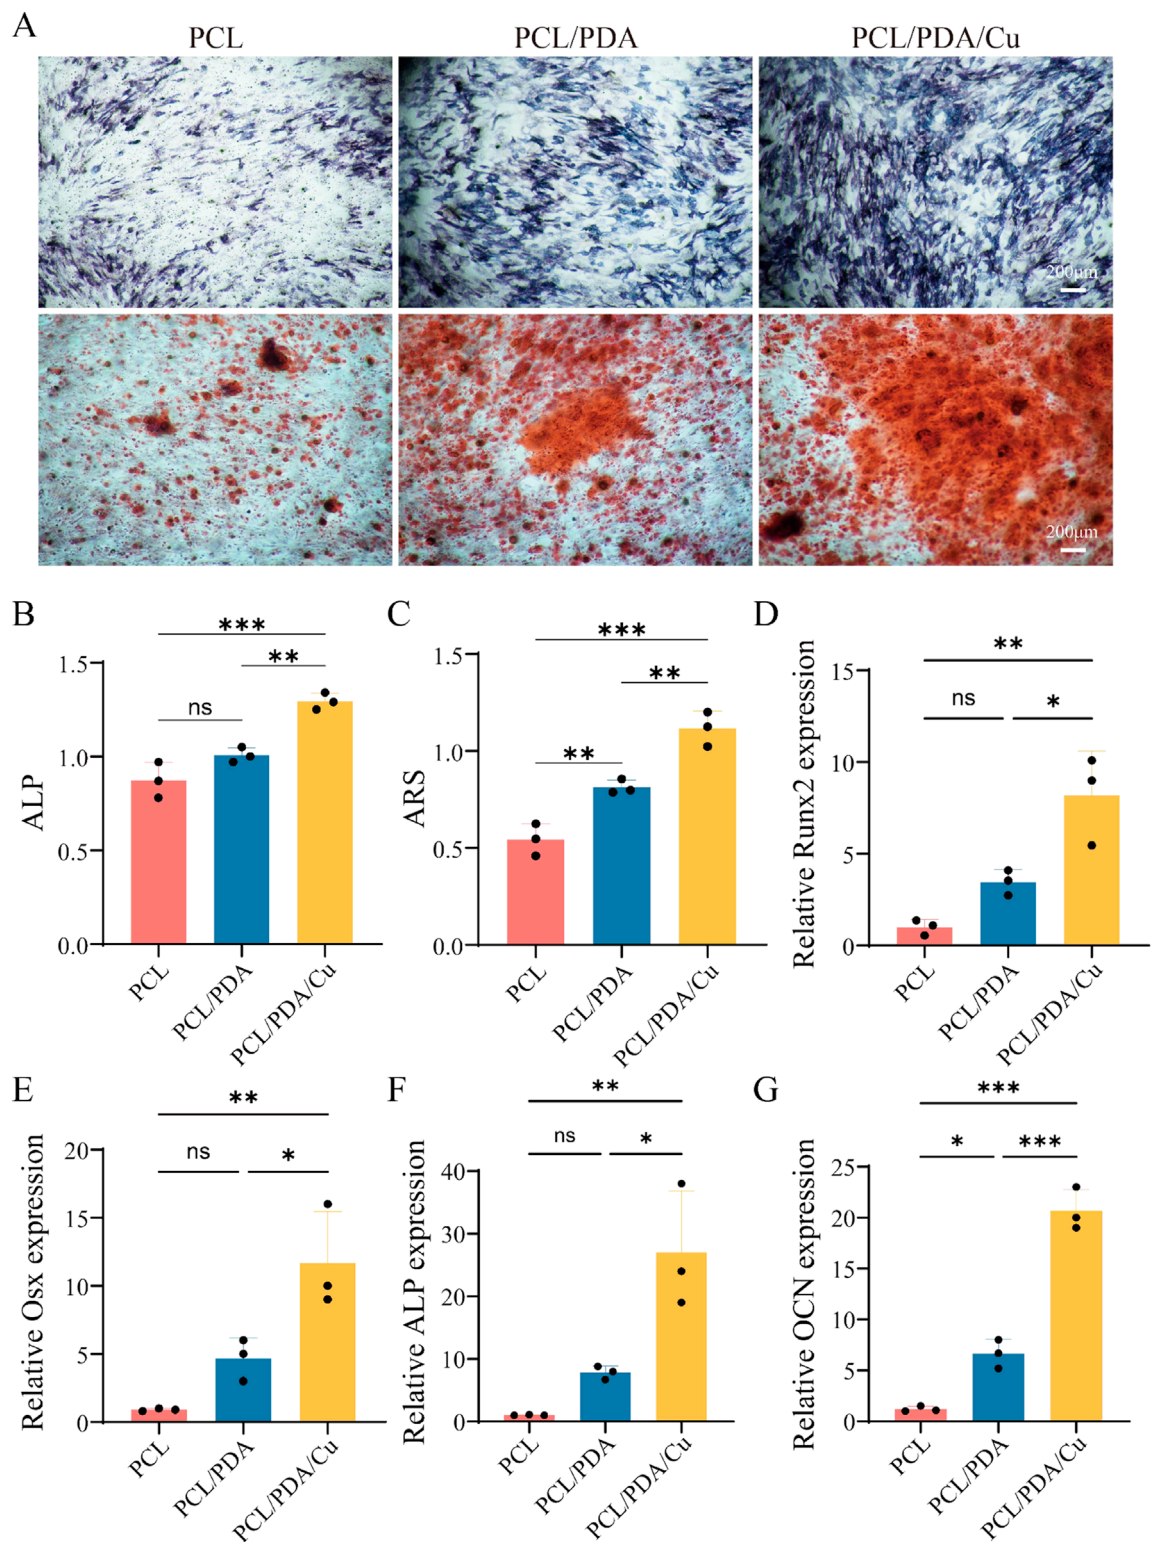 A
PCL
PCL/PDA
PCL/PDA/Cu
200μm
200μm
B
***
**
ns
1.5
1.0
0.5
0.0
ALP
PCL
PCL/PDA
PCL/PDA/Cu
C
***
**
**
1.5
1.0
0.5
0.0
ARS
PCL
PCL/PDA
PCL/PDA/Cu
D
**
ns
*
15
10
5
0
Relative Runx2 expression
PCL
PCL/PDA
PCL/PDA/Cu
E
**
ns
*
20
15
10
5
0
Relative Osx expression
PCL
PCL/PDA
PCL/PDA/Cu
F
**
ns
*
40
30
20
10
0
Relative ALP expression
PCL
PCL/PDA
PCL/PDA/Cu
G
***
*
***
25
20
15
10
5
0
Relative OCN expression
PCL
PCL/PDA
PCL/PDA/Cu